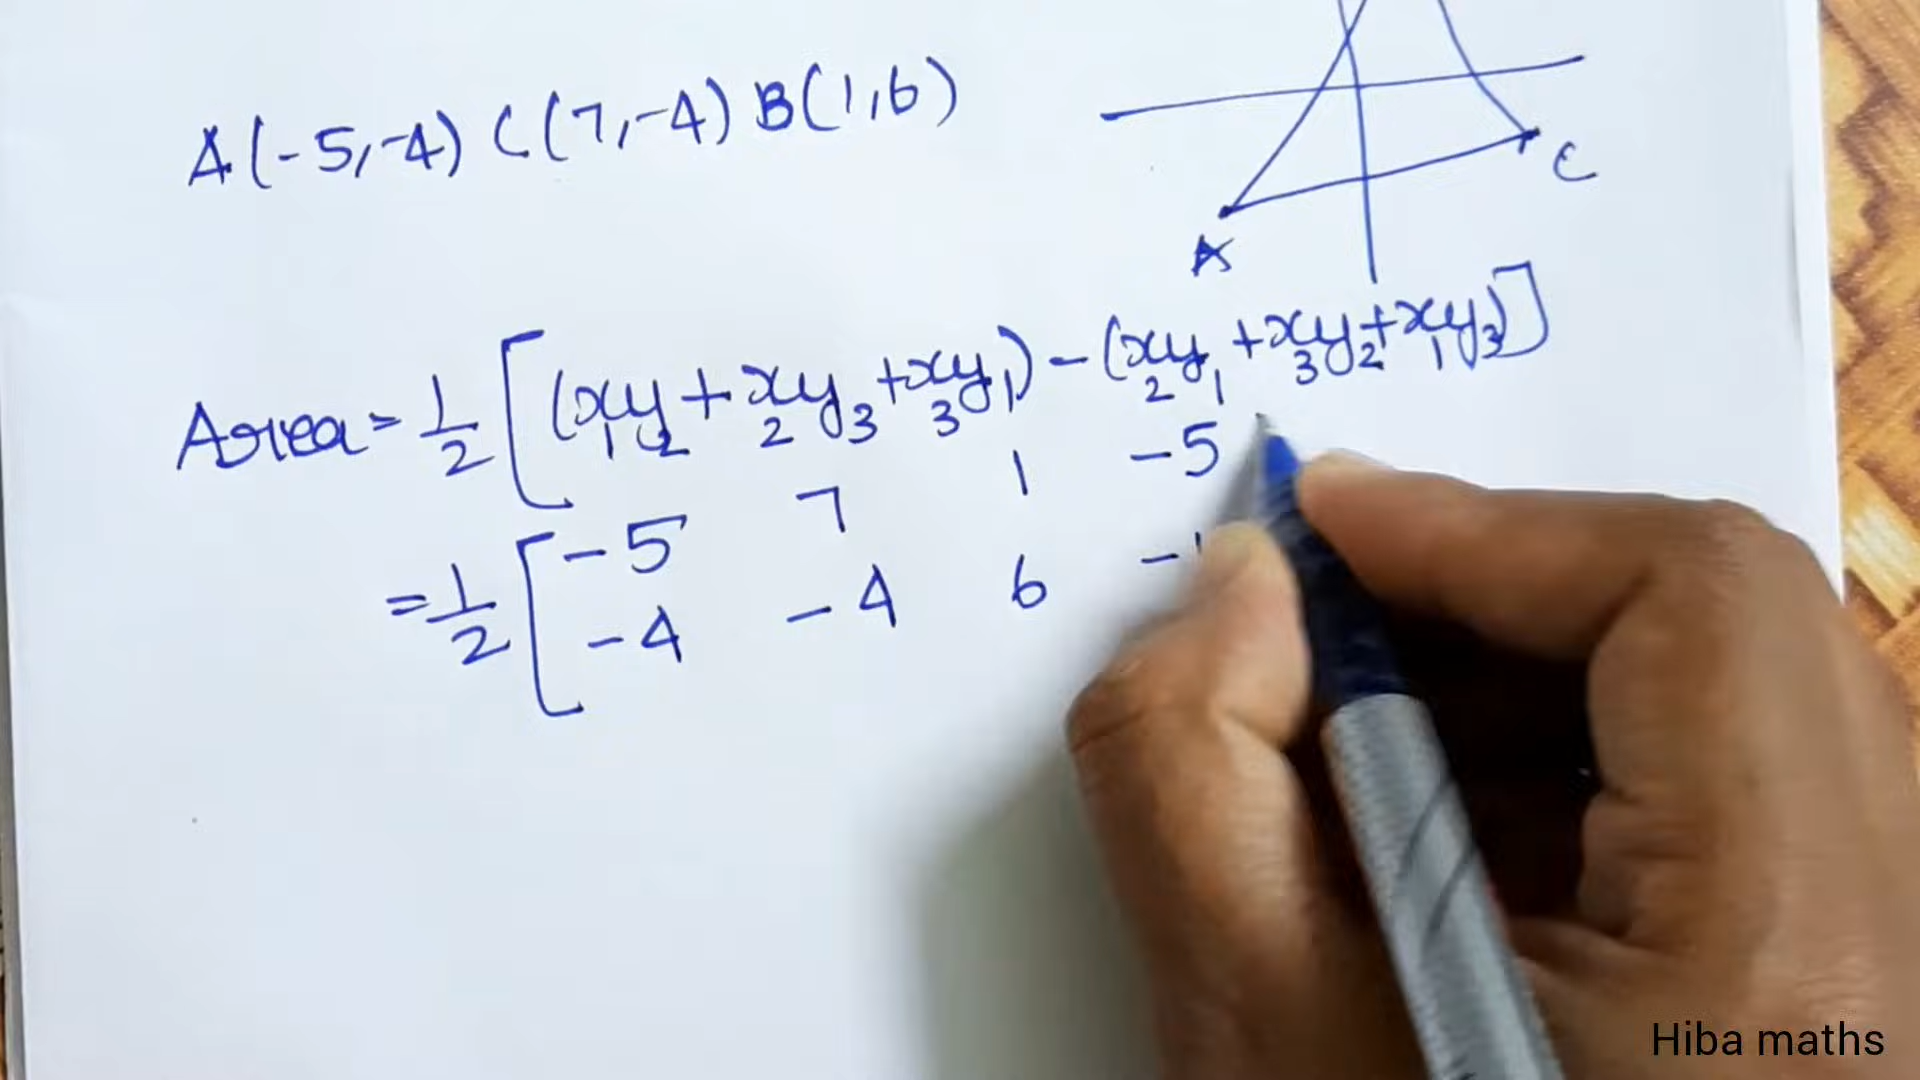 A(-5,-4) C(7,-4) B(1,6)
C
A
Area = 1/2 [(x₁y₂ + x₂y₃ + x₃y₁) - (x₂y₁ + x₃y₂ + x₁y₃)]
-5 7 1 -5
= 1/2 [
-4 -4 6 -
Hiba maths